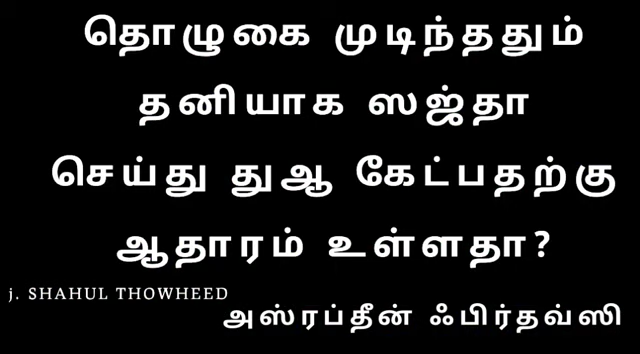 தொழுகை முடிந்ததும்
தனியாக ஸஜ்தா
செய்து துஆ கேட்பதற்கு
ஆதாரம் உள்ளதா?
j. SHAHUL THOWHEED
அஸ்ரப்தீன் ஃபிர்தவ்ஸி